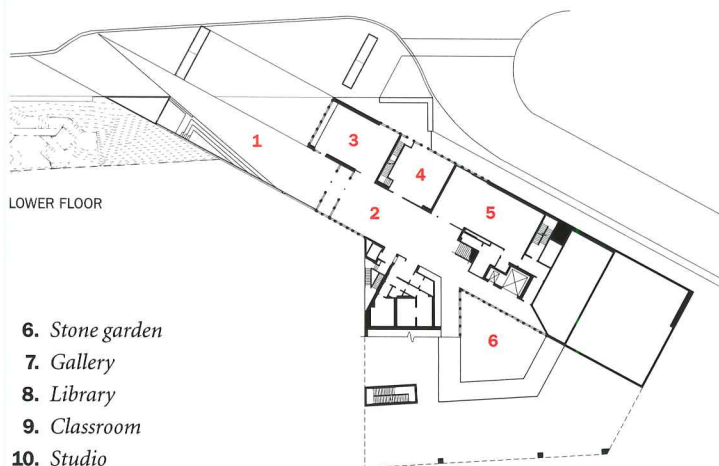 1
3
4
2
5
LOWER FLOOR
6
6. Stone garden
7. Gallery
8. Library
9. Classroom
10. Studio